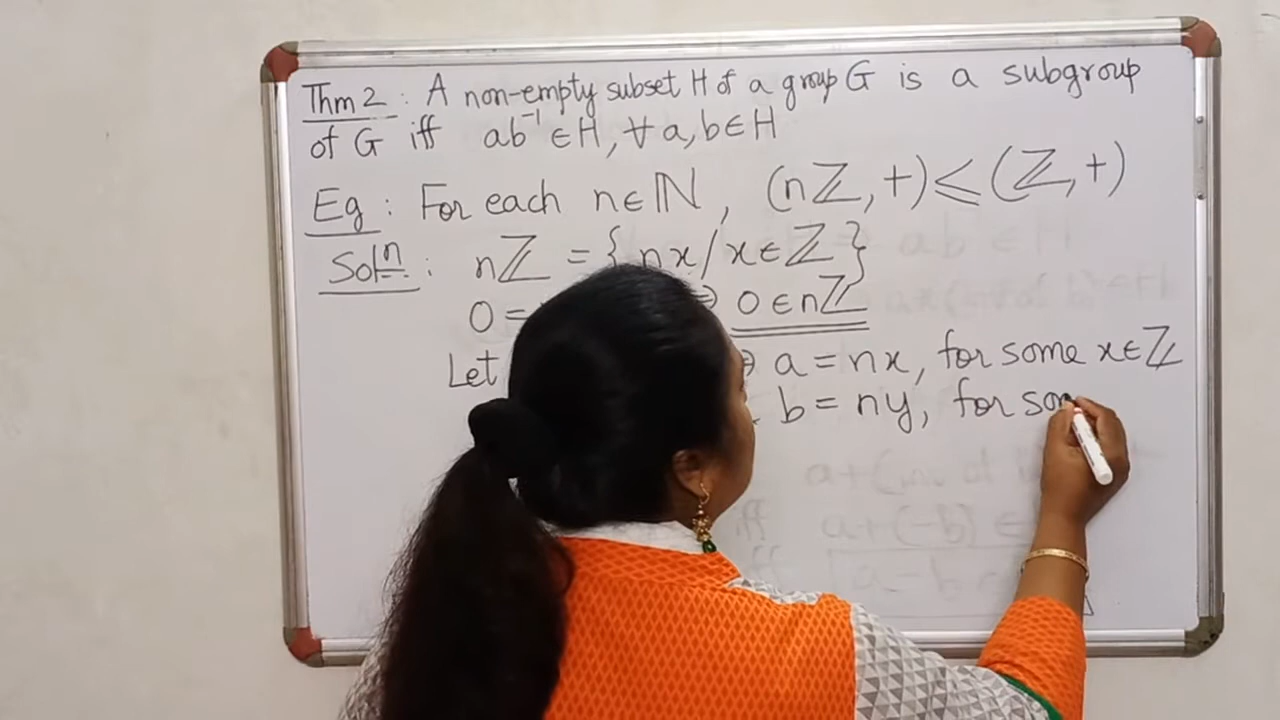 Thm 2 : A non-empty subset H of a group G is a subgroup
of G iff ab⁻¹ ∈ H, ∀ a, b ∈ H
Eg : For each n ∈ ℕ, (nℤ, +) ⩽ (ℤ, +)
Solⁿ : nℤ = { nx / x ∈ ℤ }
0 = ⇒ 0 ∈ nℤ
Let ⇒ a = nx, for some x ∈ ℤ
b = ny, for som